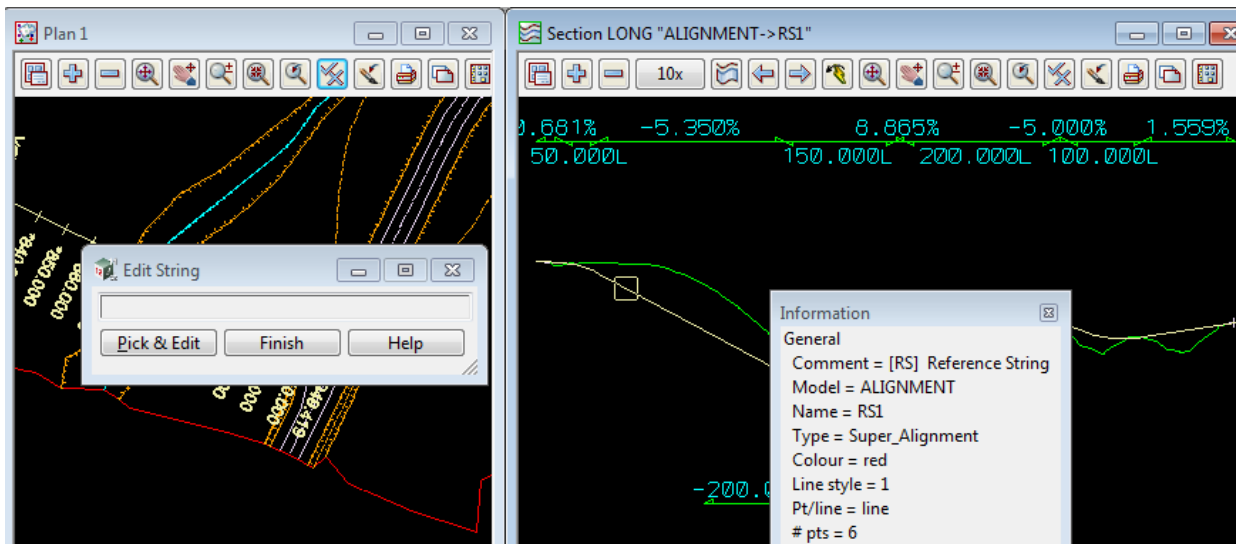 Plan 1
Section LONG "ALIGNMENT->RS1"
10x
.681% -5.350% 8.865% -5.000% 1.559%
50.000L 150.000L 200.000L 100.000L
Edit String
Pick & Edit Finish Help
Information
General
Comment = [RS] Reference String
Model = ALIGNMENT
Name = RS1
Type = Super_Alignment
Colour = red
Line style = 1
Pt/line = line
# pts = 6
-200.